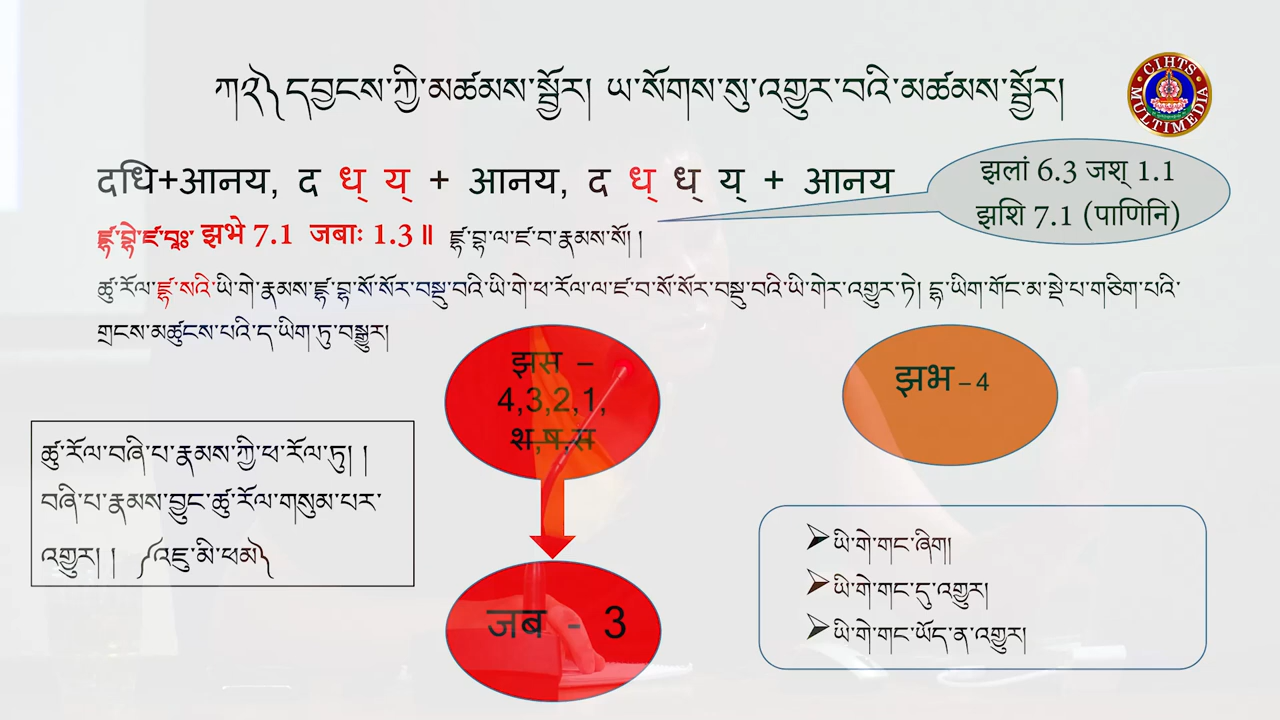 ཀ༢༽ དབྱངས་ཀྱི་མཚམས་སྦྱོར། ཡ་སོགས་སུ་འགྱུར་བའི་མཚམས་སྦྱོར།
CIHTS MULTIMEDIA
दधि+आनय, द ध् य् + आनय, द ध् ध् य् + आनय
झलां 6.3 जश् 1.1
झशि 7.1 (पाणिनि)
झभे 7.1 जबाः 1.3॥ ཛྷ་བྷ་ལ་ཛ་བ་རྣམས་སོ། །
ཚུ་རོལ་ཛྷ་སའི་ཡི་གེ་རྣམས་ཛྷ་བྷ་སོ་སོར་བསྡུ་བའི་ཡི་གེ་ཕ་རོལ་ལ་ཛ་བ་སོ་སོར་བསྡུ་བའི་ཡི་གེར་འགྱུར་ཏེ། དྷ་ཡིག་གོང་མ་སྡེ་པ་གཅིག་པའི་
གྲངས་མཚུངས་པའི་ད་ཡིག་ཏུ་བསྒྱུར།
झस –
4,3,2,1,
श,ष,स
झभ – 4
ཚུ་རོལ་བཞི་པ་རྣམས་ཀྱི་ཕ་རོལ་ཏུ། །
བཞི་པ་རྣམས་བྱུང་ཚུ་རོལ་གསུམ་པར་
འགྱུར། ། ༼འཇུ་མི་ཕམ༽
जब - 3
⮚ཡི་གེ་གང་ཞིག།
⮚ཡི་གེ་གང་དུ་འགྱུར།
⮚ཡི་གེ་གང་ཡོད་ན་འགྱུར།